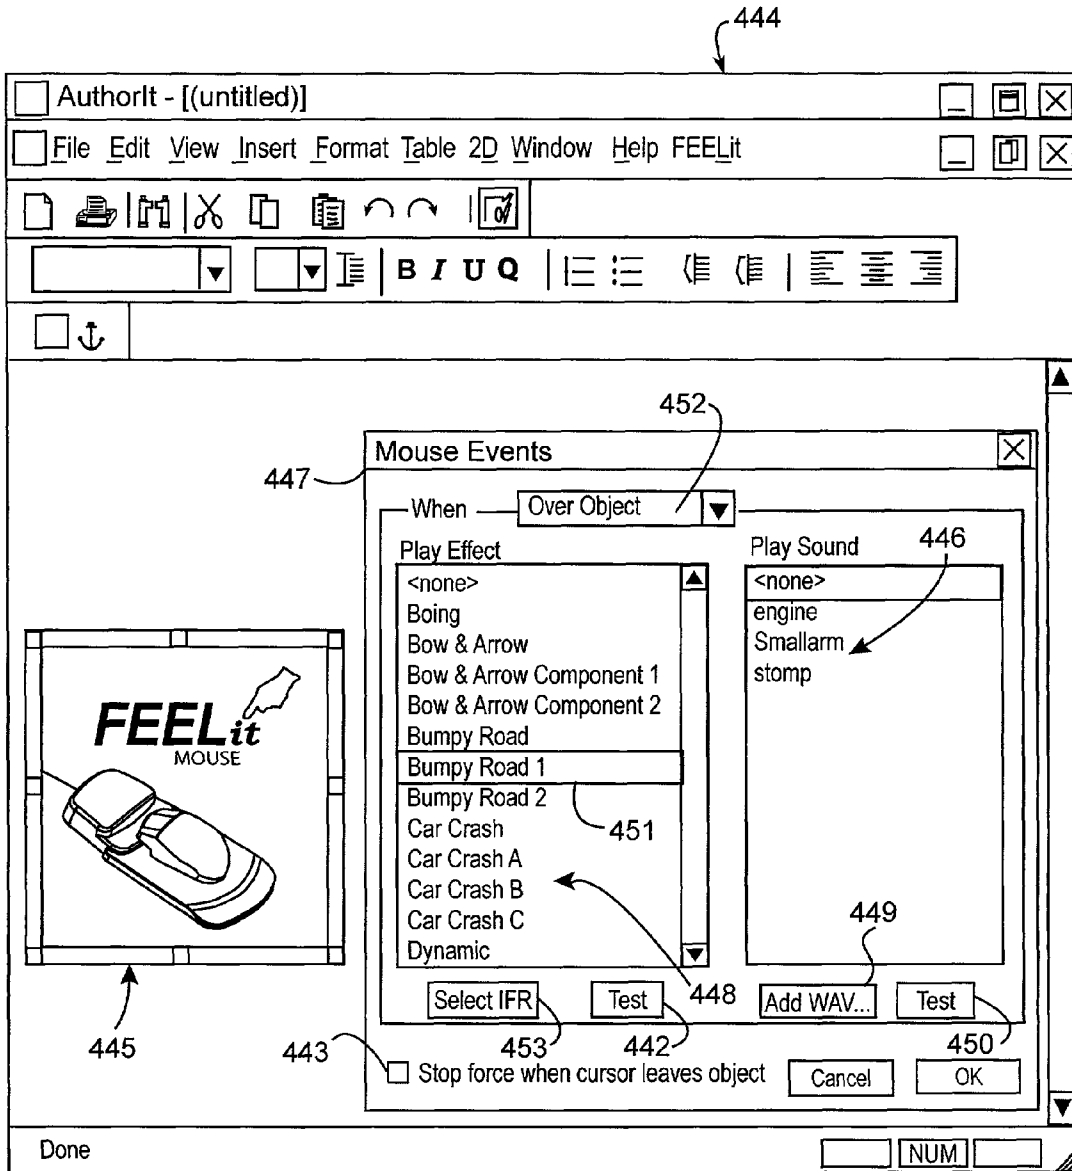 444
AuthorIt - [(untitled)]
File Edit View Insert Format Table 2D Window Help FEELit
B I U Q
452
Mouse Events
447
When Over Object
Play Effect
Play Sound
446
<none>
Boing
Bow & Arrow
Bow & Arrow Component 1
Bow & Arrow Component 2
Bumpy Road
Bumpy Road 1
Bumpy Road 2
Car Crash
Car Crash A
Car Crash B
Car Crash C
Dynamic
<none>
engine
Smallarm
stomp
451
FEELit
MOUSE
449
448
Select IFR Test Add WAV... Test
445
443
453
442
450
Stop force when cursor leaves object Cancel OK
Done
NUM